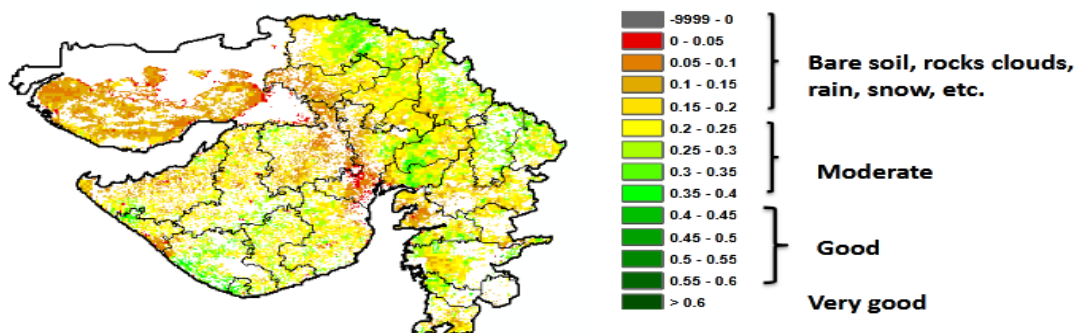 -9999 - 0
0 - 0.05
0.05 - 0.1
0.1 - 0.15
0.15 - 0.2
0.2 - 0.25
0.25 - 0.3
0.3 - 0.35
0.35 - 0.4
0.4 - 0.45
0.45 - 0.5
0.5 - 0.55
0.55 - 0.6
> 0.6
Bare soil, rocks clouds,
rain, snow, etc.
Moderate
Good
Very good